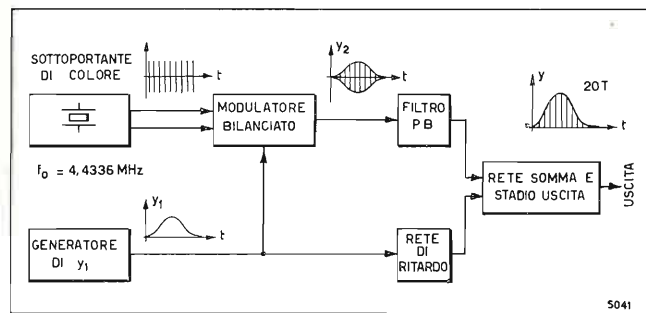 SOTTOPORTANTE
DI COLORE
t
y2
t
MODULATORE
BILANCIATO
FILTRO
PB
y
20T
t
f0 = 4,4336 MHz
RETE SOMMA E
STADIO USCITA
USCITA
y1
t
GENERATORE
DI y1
RETE
DI
RITARDO
S041